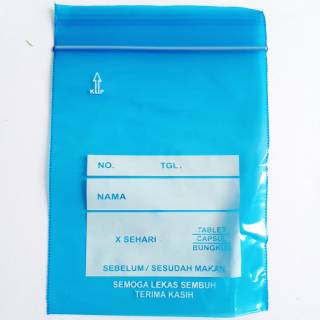 KLIP
NO. TGL.
NAMA
TABLET
X SEHARI CAPSUL
BUNGKUS
SEBELUM / SESUDAH MAKAN
SEMOGA LEKAS SEMBUH
TERIMA KASIH